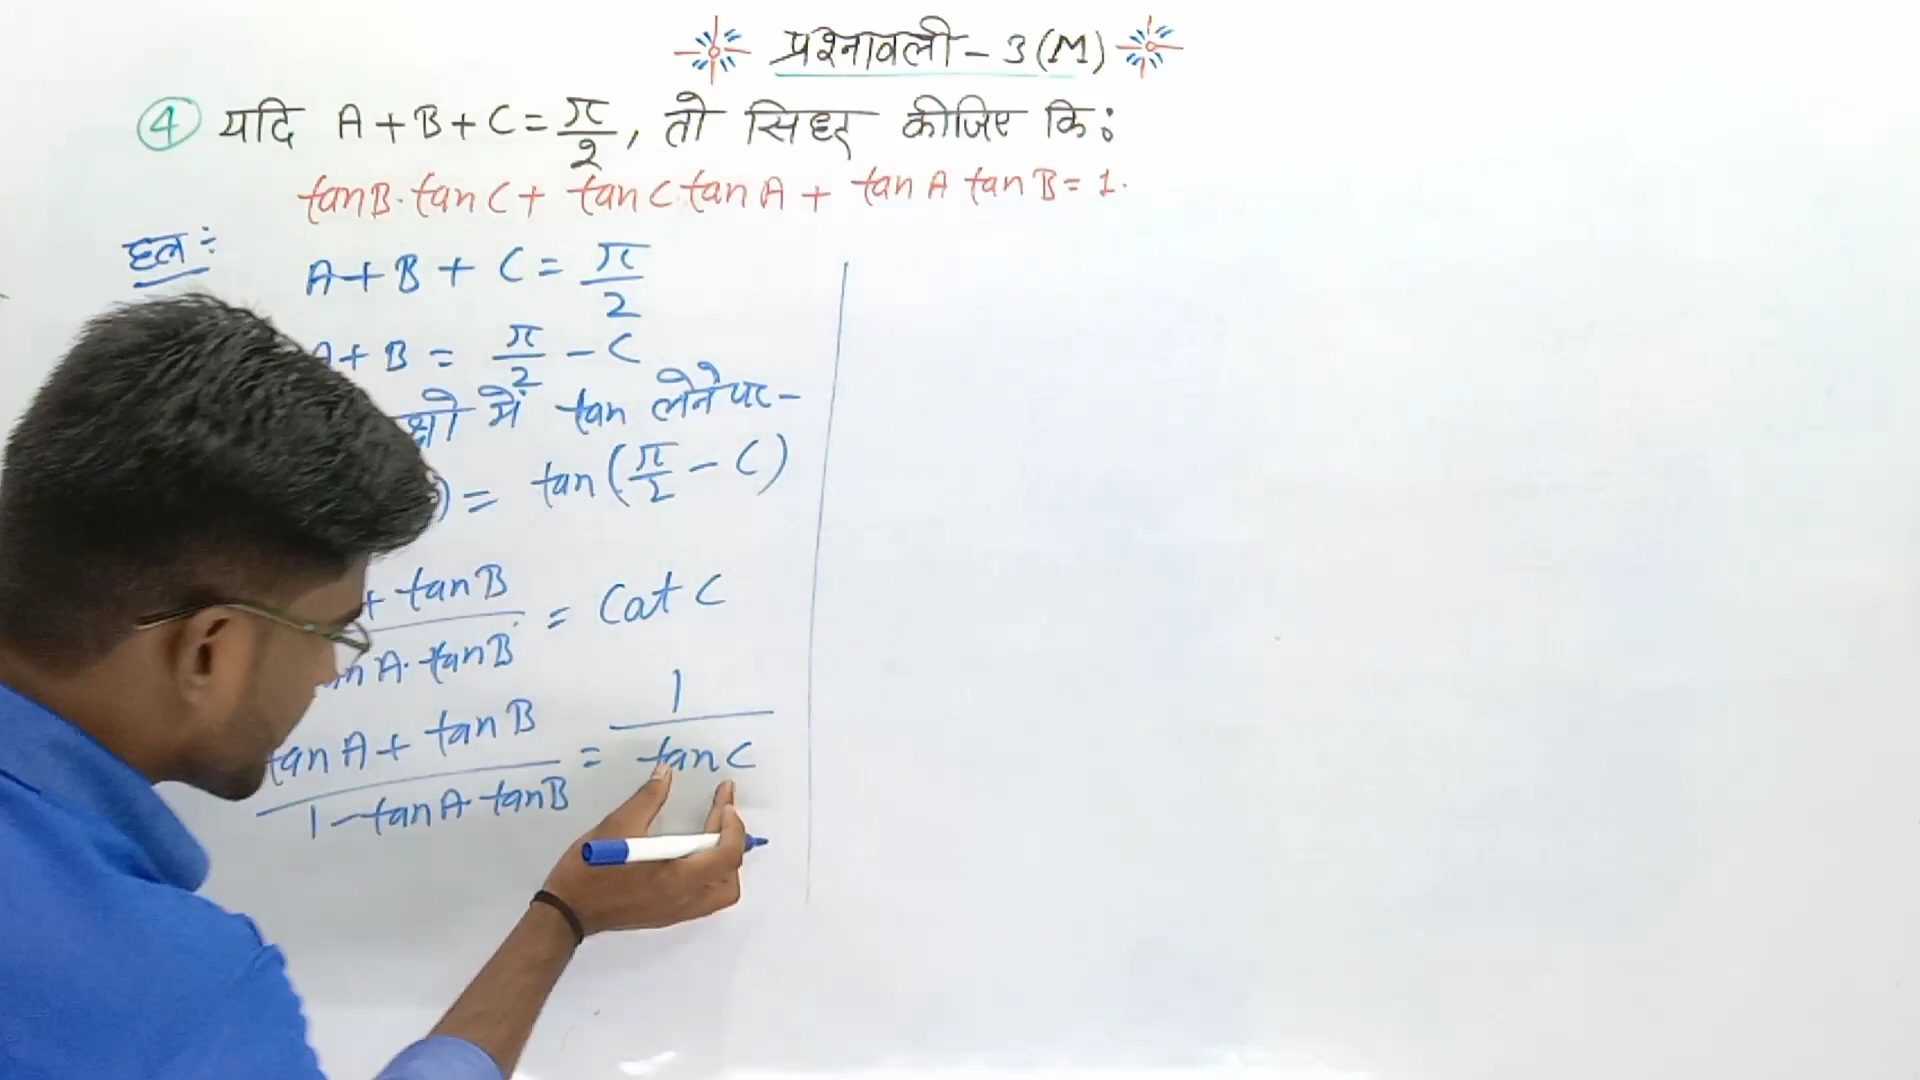 प्रश्नावली - 3(M)
4 यदि A + B + C = π/2, तो सिद्ध कीजिए कि:
tanB·tanC + tanC tanA + tanA tanB = 1.
हल :
A + B + C = π/2
A + B = π/2 - C
में tan लेने पर -
) = tan(π/2 - C)
+ tanB / tanA·tanB = Cot C
tanA + tanB / 1 - tanA·tanB = 1 / tanC